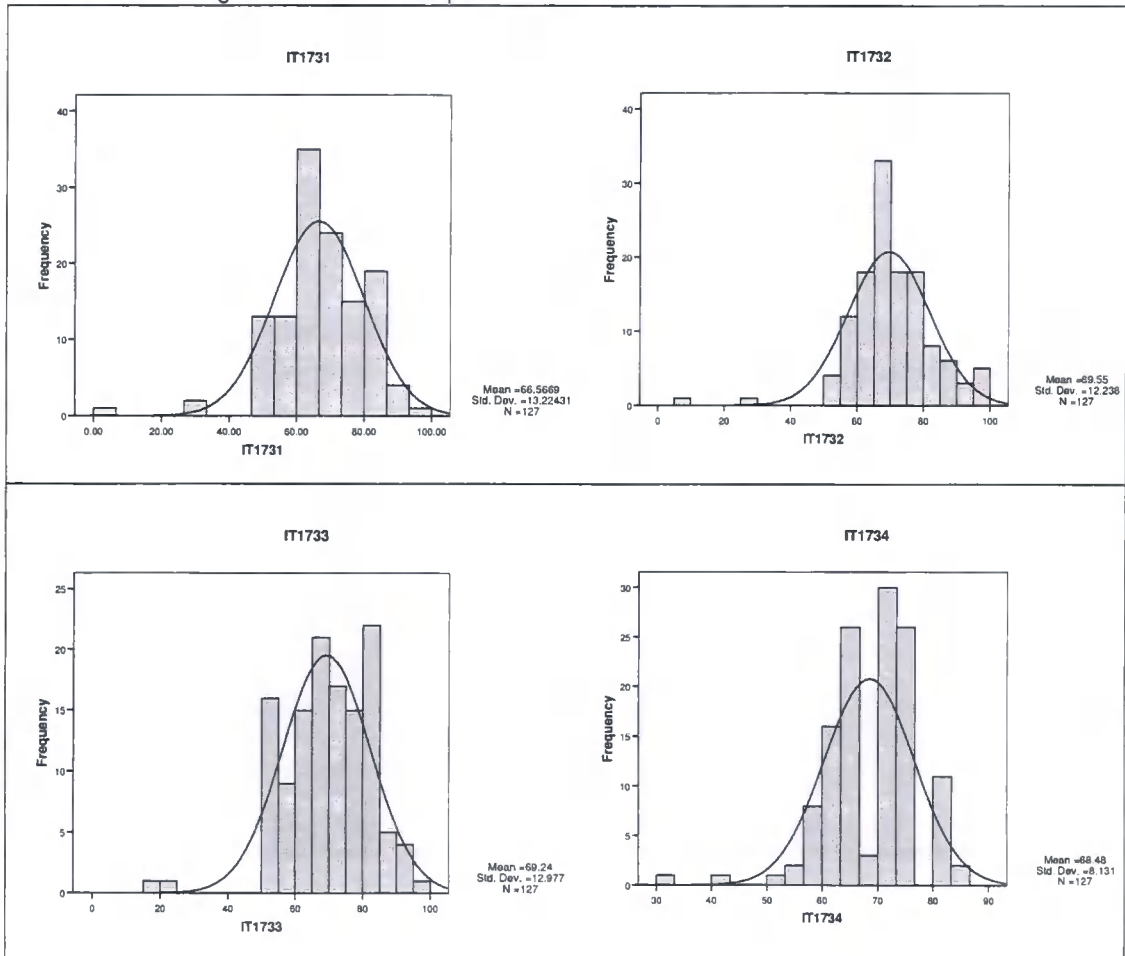 IT1731
40
30
20
10
0
Frequency
0.00 20.00 40.00 60.00 80.00 100.00
IT1731
Mean =66.5669
Std. Dev. =13.22431
N =127
IT1732
40
30
20
10
0
Frequency
0 20 40 60 80 100
IT1732
Mean =69.55
Std. Dev. =12.238
N =127
IT1733
25
20
15
10
5
0
Frequency
0 20 40 60 80 100
IT1733
Mean =69.24
Std. Dev. =12.977
N =127
IT1734
30
25
20
15
10
5
0
Frequency
30 40 50 60 70 80 90
IT1734
Mean =68.48
Std. Dev. =8.131
N =127